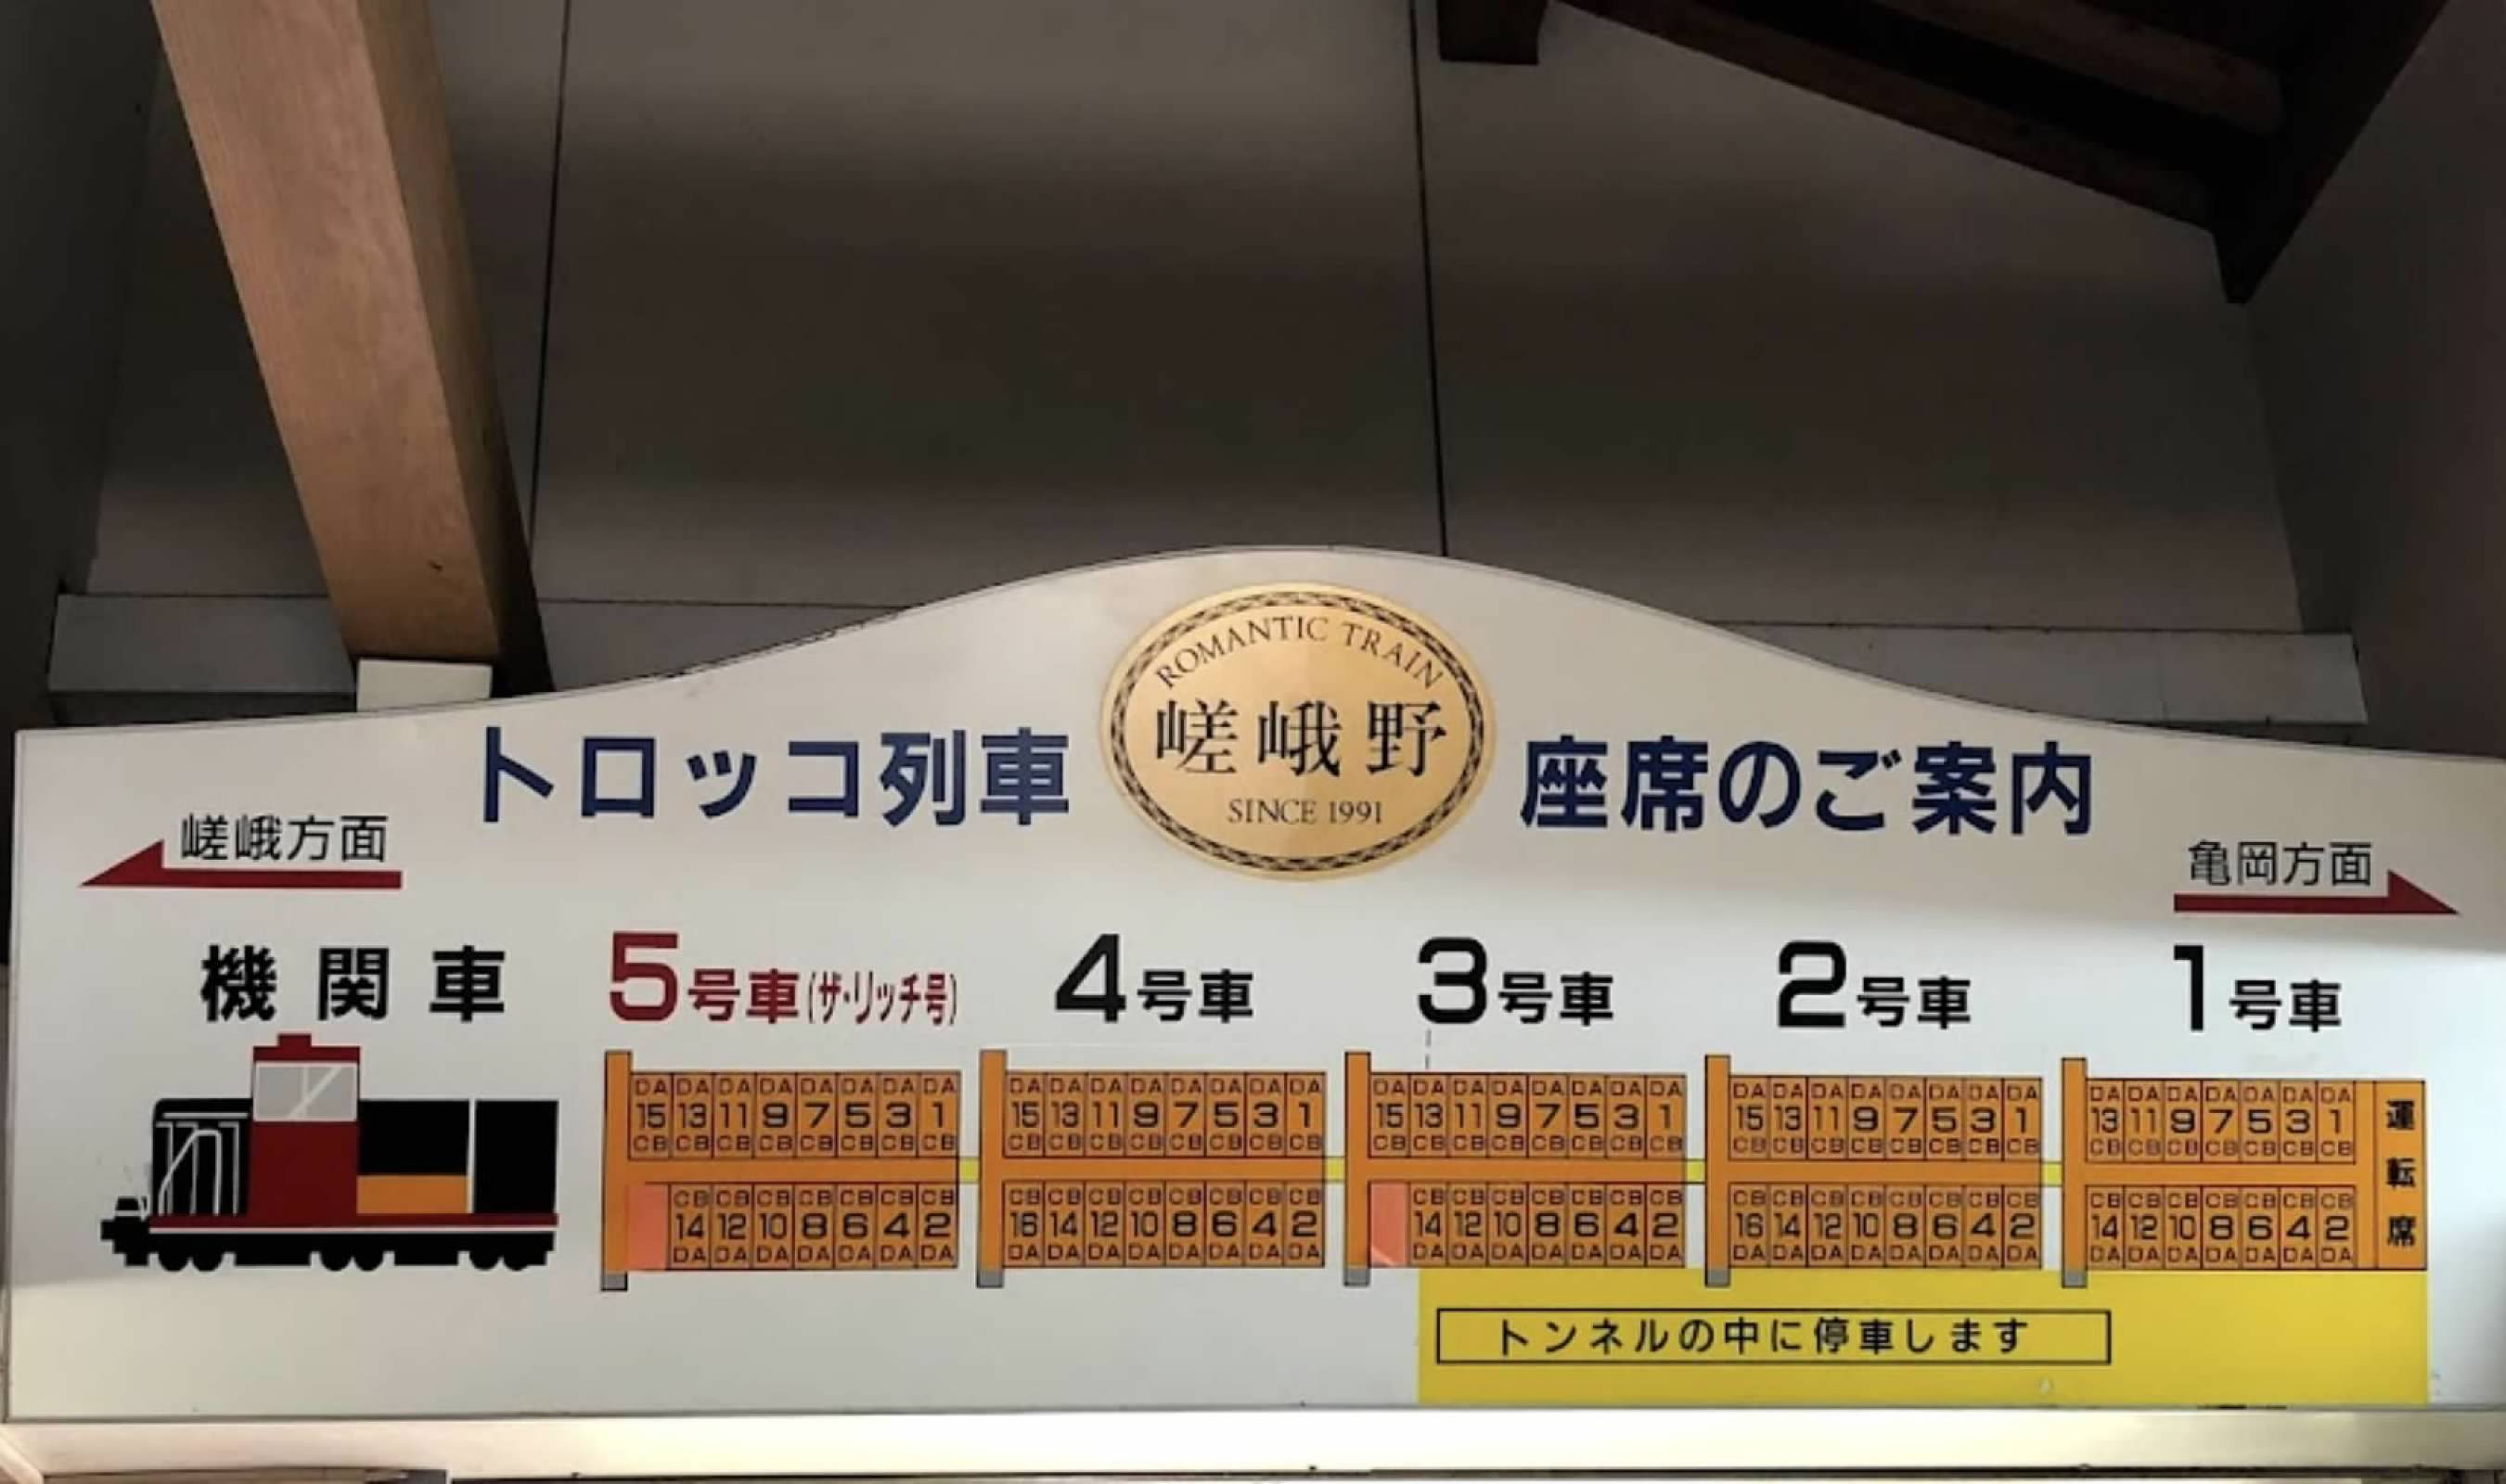 ROMANTIC TRAIN
嵯峨野
SINCE 1991
トロッコ列車
座席のご案内
嵯峨方面
亀岡方面
機関車
5号車(ザ・リッチ号)
4号車
3号車
2号車
1号車
DA DA DA DA DA DA DA DA
15 13 11 9 7 5 3 1
CB CB CB CB CB CB CB CB
CB CB CB CB CB CB CB
14 12 10 8 6 4 2
DA DA DA DA DA DA DA
DA DA DA DA DA DA DA DA
15 13 11 9 7 5 3 1
CB CB CB CB CB CB CB CB
CB CB CB CB CB CB CB CB
16 14 12 10 8 6 4 2
DA DA DA DA DA DA DA DA
DA DA DA DA DA DA DA DA
15 13 11 9 7 5 3 1
CB CB CB CB CB CB CB CB
CB CB CB CB CB CB CB
14 12 10 8 6 4 2
DA DA DA DA DA DA DA
DA DA DA DA DA DA DA DA
15 13 11 9 7 5 3 1
CB CB CB CB CB CB CB CB
CB CB CB CB CB CB CB CB
16 14 12 10 8 6 4 2
DA DA DA DA DA DA DA DA
DA DA DA DA DA DA DA
13 11 9 7 5 3 1
CB CB CB CB CB CB CB
CB CB CB CB CB CB CB
14 12 10 8 6 4 2
DA DA DA DA DA DA DA
運転席
トンネルの中に停車します